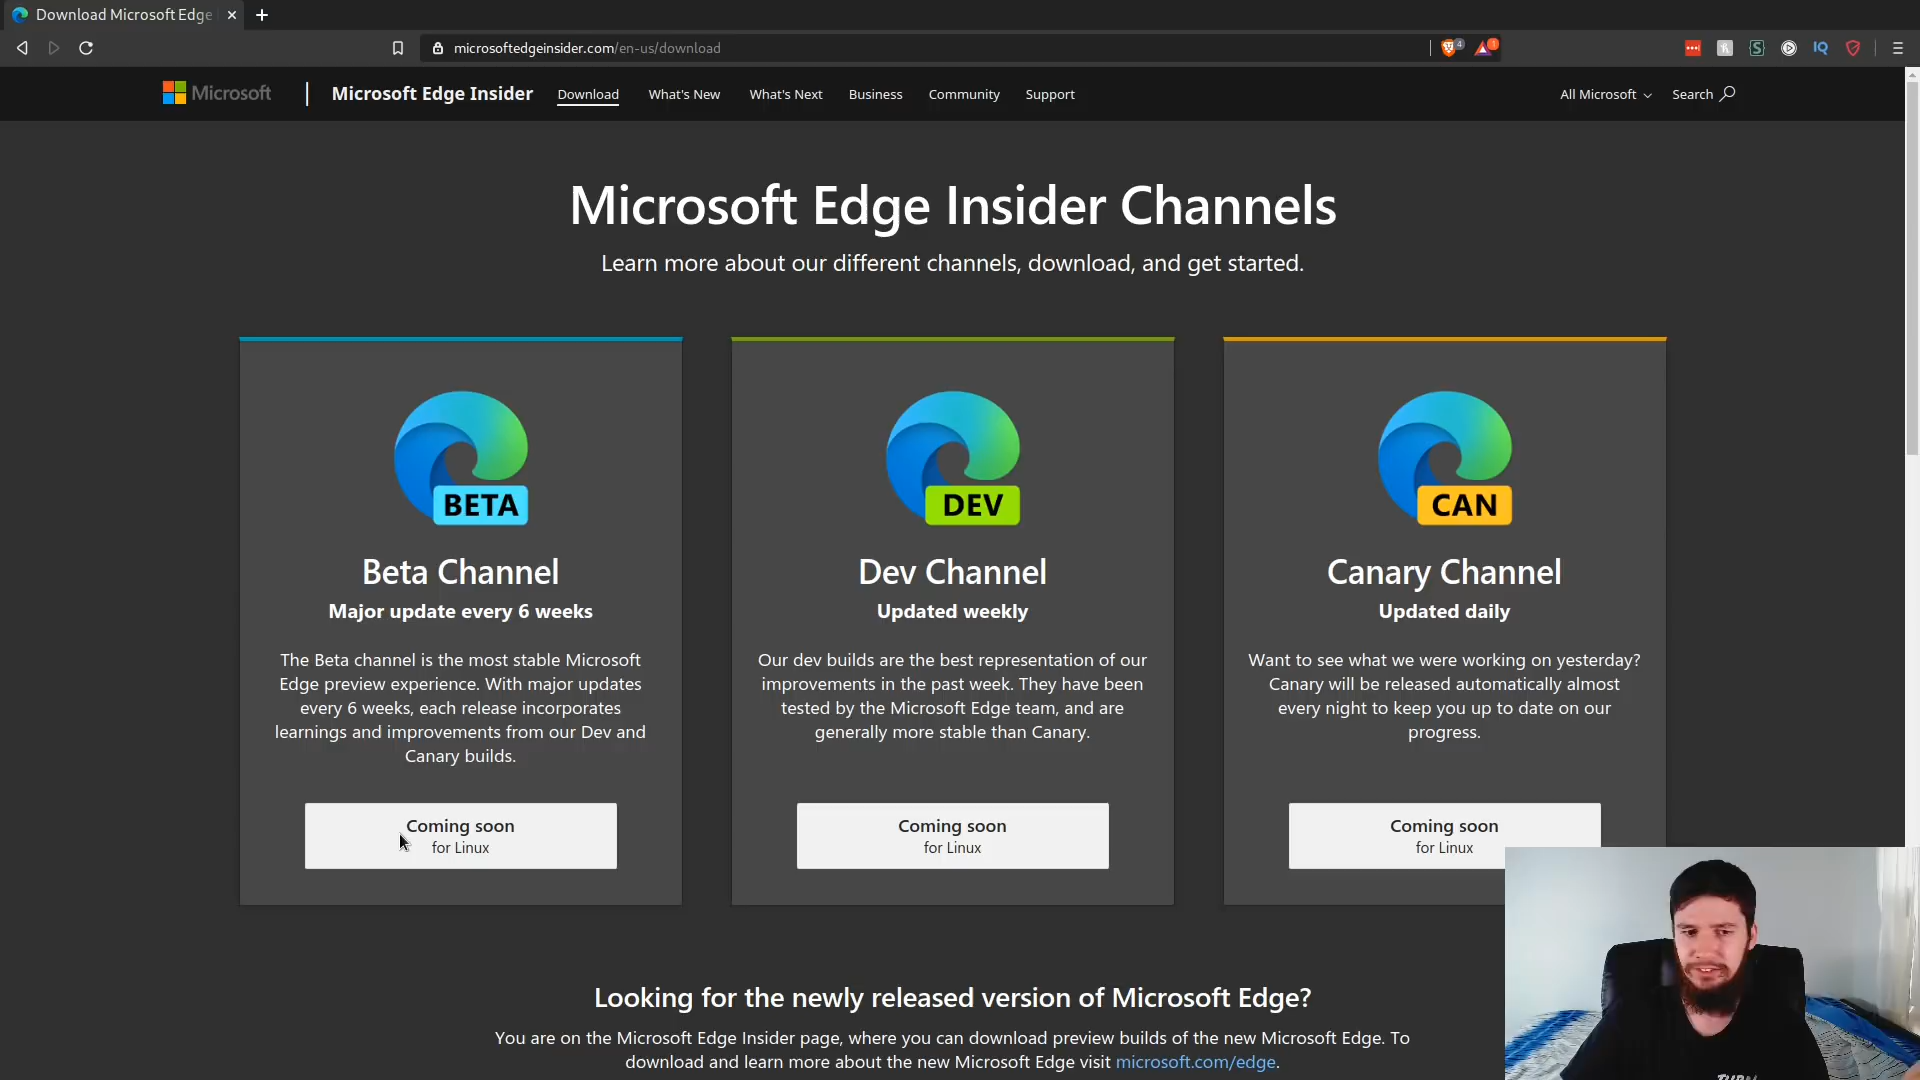 Download Microsoft Edge
microsoftedgeinsider.com/en-us/download
4
1
S
IQ
Microsoft
Microsoft Edge Insider
Download
What's New
What's Next
Business
Community
Support
All Microsoft
Search
Microsoft Edge Insider Channels
Learn more about our different channels, download, and get started.
BETA
Beta Channel
Major update every 6 weeks
The Beta channel is the most stable Microsoft
Edge preview experience. With major updates
every 6 weeks, each release incorporates
learnings and improvements from our Dev and
Canary builds.
Coming soon
for Linux
DEV
Dev Channel
Updated weekly
Our dev builds are the best representation of our
improvements in the past week. They have been
tested by the Microsoft Edge team, and are
generally more stable than Canary.
Coming soon
for Linux
CAN
Canary Channel
Updated daily
Want to see what we were working on yesterday?
Canary will be released automatically almost
every night to keep you up to date on our
progress.
Coming soon
for Linux
Looking for the newly released version of Microsoft Edge?
You are on the Microsoft Edge Insider page, where you can download preview builds of the new Microsoft Edge. To
download and learn more about the new Microsoft Edge visit microsoft.com/edge.